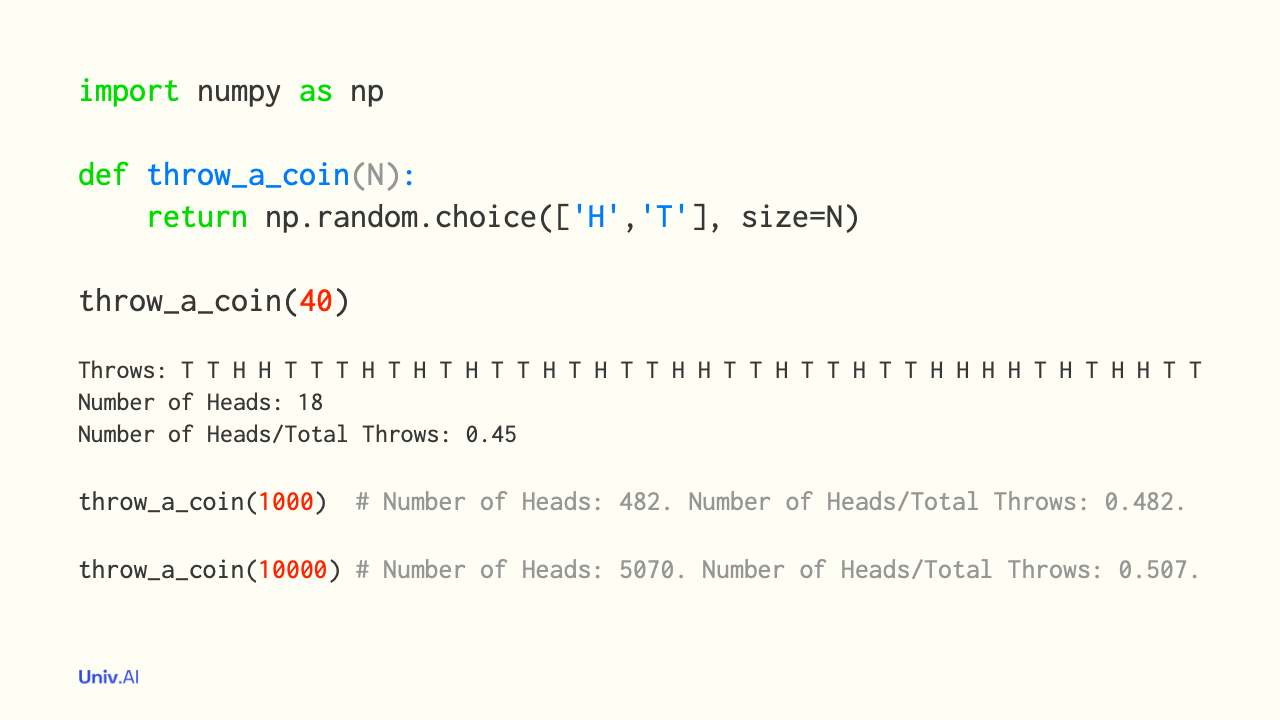 import numpy as np
def throw_a_coin(N):
    return np.random.choice(['H','T'], size=N)
throw_a_coin(40)
Throws: T T H H T T T H T H T H T T H T H T T H H T T H T T H T T H H H H T H T H H T T
Number of Heads: 18
Number of Heads/Total Throws: 0.45
throw_a_coin(1000)  # Number of Heads: 482. Number of Heads/Total Throws: 0.482.
throw_a_coin(10000) # Number of Heads: 5070. Number of Heads/Total Throws: 0.507.
Univ.AI